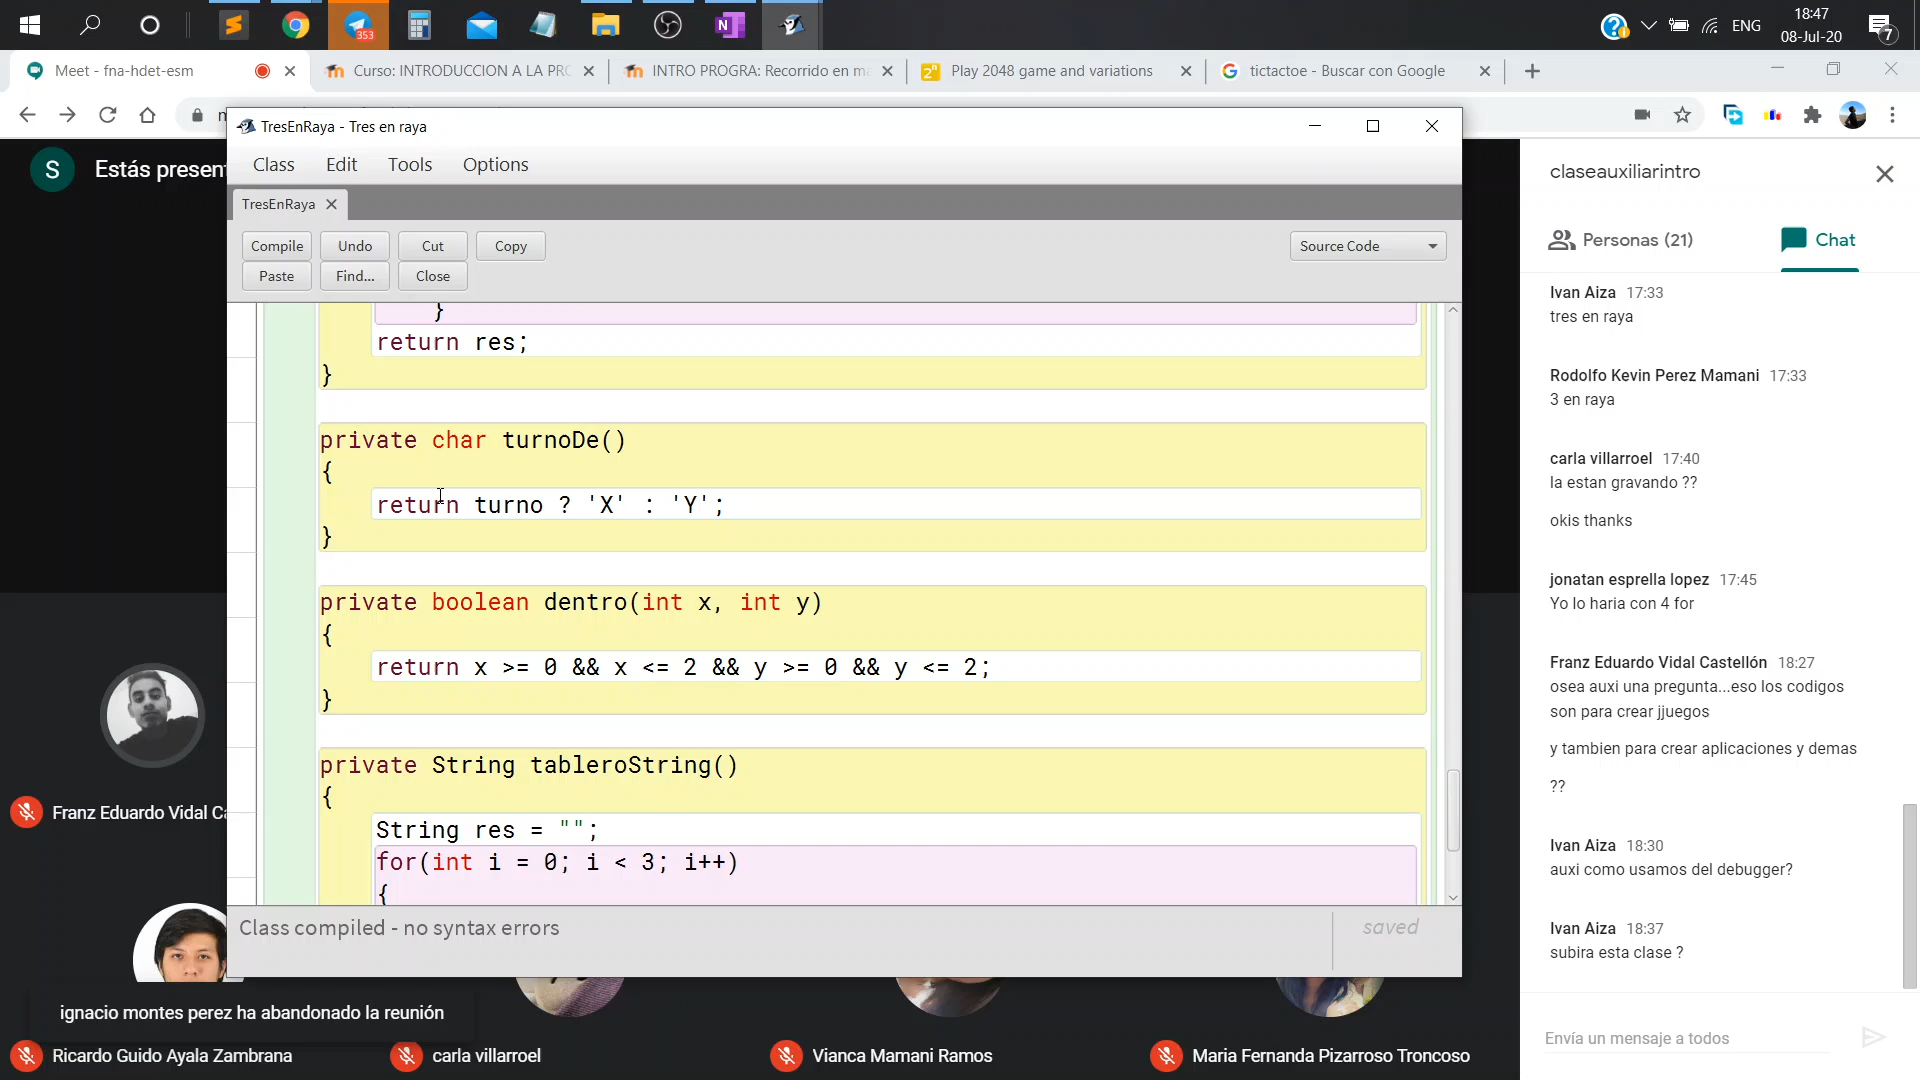 353
ENG
18:47
08-Jul-20
7
Meet - fna-hdet-esm
Curso: INTRODUCCION A LA PRO
INTRO PROGRA: Recorrido en ma
Play 2048 game and variations
tictactoe - Buscar con Google
S
Estás present
TresEnRaya - Tres en raya
Class
Edit
Tools
Options
TresEnRaya
Compile
Undo
Cut
Copy
Source Code
Paste
Find...
Close
}
return res;
}
private char turnoDe()
{
return turno ? 'X' : 'Y';
}
private boolean dentro(int x, int y)
{
return x >= 0 && x <= 2 && y >= 0 && y <= 2;
}
private String tableroString()
{
String res = "";
for(int i = 0; i < 3; i++)
{
Class compiled - no syntax errors
saved
Franz Eduardo Vidal Ca
ignacio montes perez ha abandonado la reunión
Ricardo Guido Ayala Zambrana
carla villarroel
Vianca Mamani Ramos
Maria Fernanda Pizarroso Troncoso
claseauxiliarintro
Personas (21)
Chat
Ivan Aiza 17:33
tres en raya
Rodolfo Kevin Perez Mamani 17:33
3 en raya
carla villarroel 17:40
la estan gravando ??
okis thanks
jonatan esprella lopez 17:45
Yo lo haria con 4 for
Franz Eduardo Vidal Castellón 18:27
osea auxi una pregunta...eso los codigos
son para crear jjuegos
y tambien para crear aplicaciones y demas
??
Ivan Aiza 18:30
auxi como usamos del debugger?
Ivan Aiza 18:37
subira esta clase ?
Envía un mensaje a todos